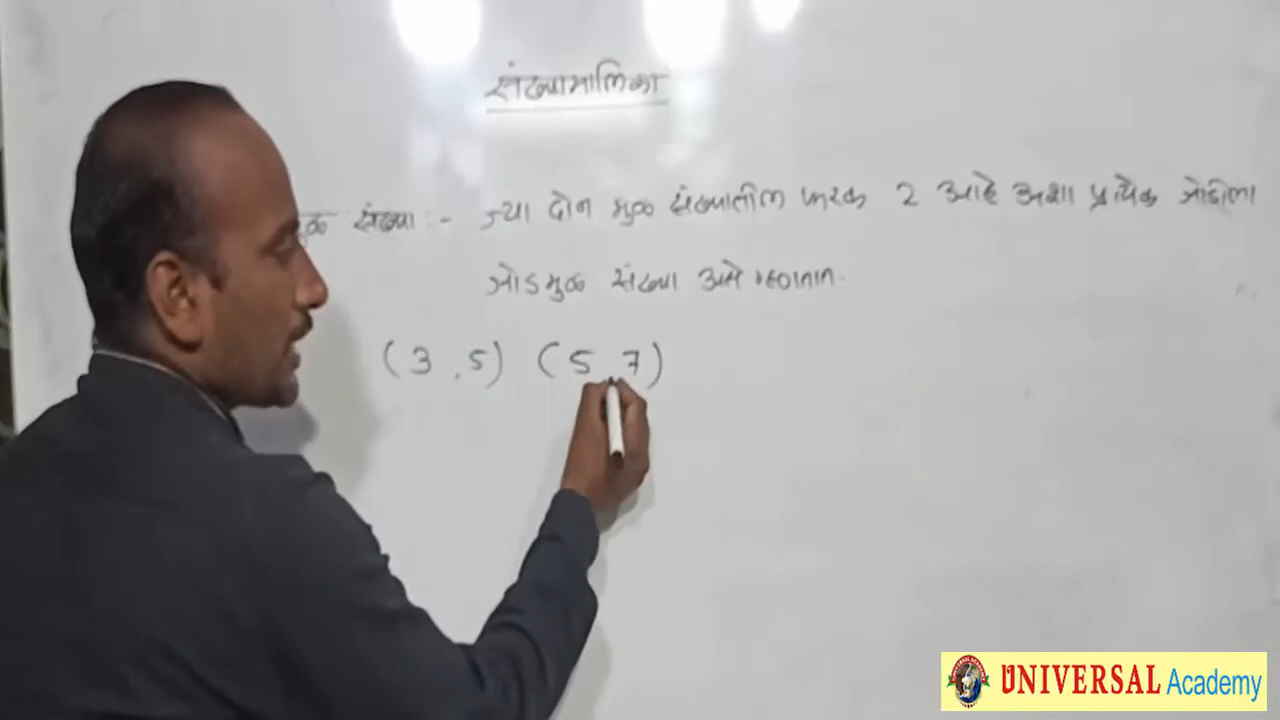 संख्यामालिका
संख्या :- ज्या दोन मुळ संख्यातील फरक 2 आहे अशा प्रत्येक जोडीला
जोडमुळ संख्या असे म्हणतात.
(3 , 5) (5 7)
UNIVERSAL Academy